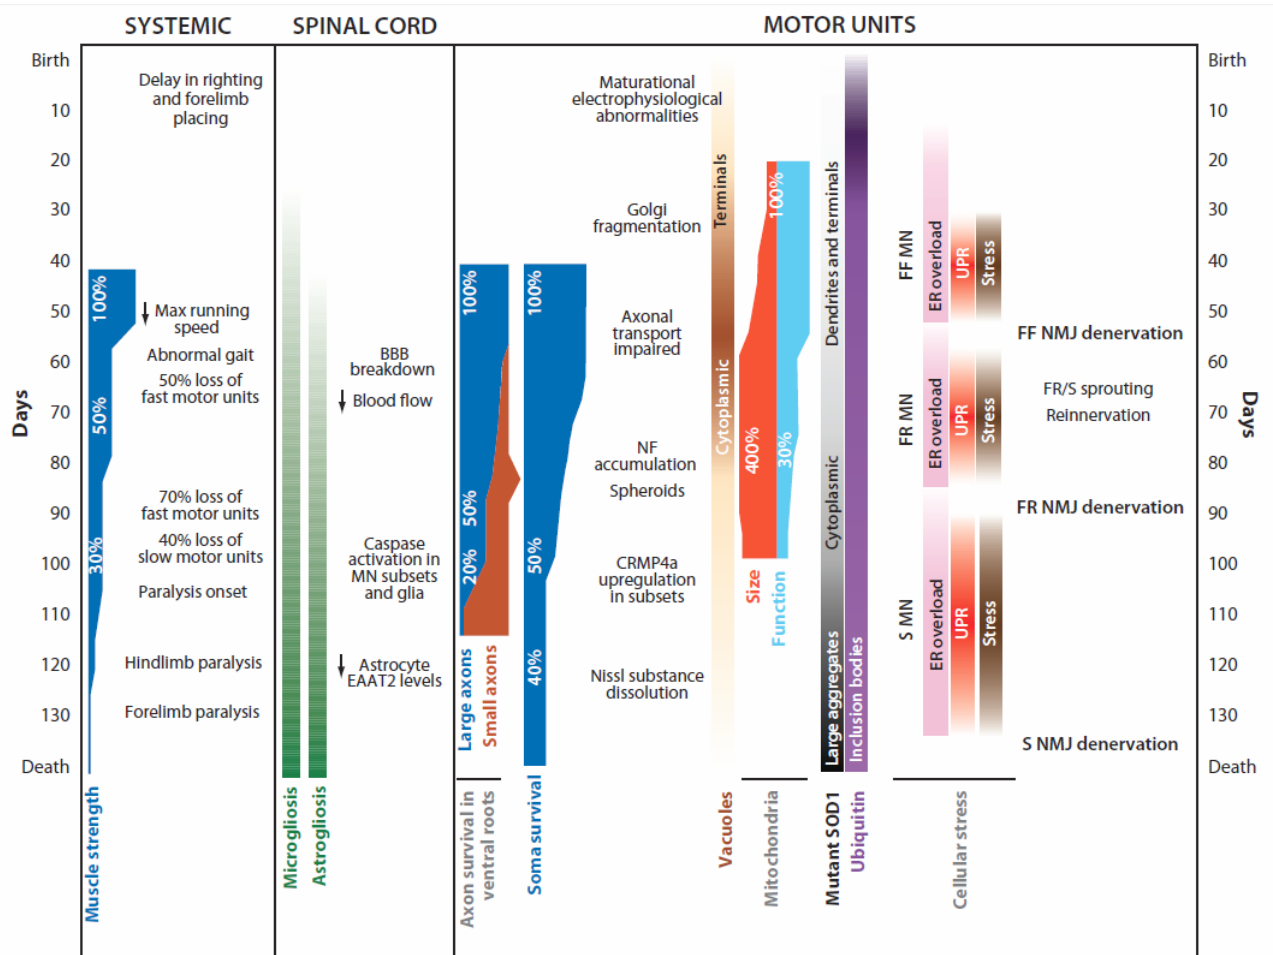 SYSTEMIC
SPINAL CORD
MOTOR UNITS
Days
Birth
10
20
30
40
50
60
70
80
90
100
110
120
130
Death
100%
50%
30%
Muscle strength
Delay in righting
and forelimb
placing
Max running
speed
Abnormal gait
50% loss of
fast motor units
70% loss of
fast motor units
40% loss of
slow motor units
Paralysis onset
Hindlimb paralysis
Forelimb paralysis
Microgliosis
Astrogliosis
BBB
breakdown
Blood flow
Caspase
activation in
MN subsets
and glia
Astrocyte
EAAT2 levels
100%
50%
20%
Large axons
Small axons
Axon survival in
ventral roots
100%
50%
40%
Soma survival
Maturational
electrophysiological
abnormalities
Golgi
fragmentation
Axonal
transport
impaired
NF
accumulation
Spheroids
CRMP4a
upregulation
in subsets
Nissl substance
dissolution
Terminals
Cytoplasmic
Vacuoles
100%
400%
30%
Size
Function
Mitochondria
Dendrites and terminals
Cytoplasmic
Large aggregates
Mutant SOD1
Inclusion bodies
Ubiquitin
FF MN
ER overload
UPR
Stress
FR MN
ER overload
UPR
Stress
S MN
ER overload
UPR
Stress
Cellular stress
FF NMJ denervation
FR/S sprouting
Reinnervation
FR NMJ denervation
S NMJ denervation
Birth
10
20
30
40
50
60
70
80
90
100
110
120
130
Death
Days